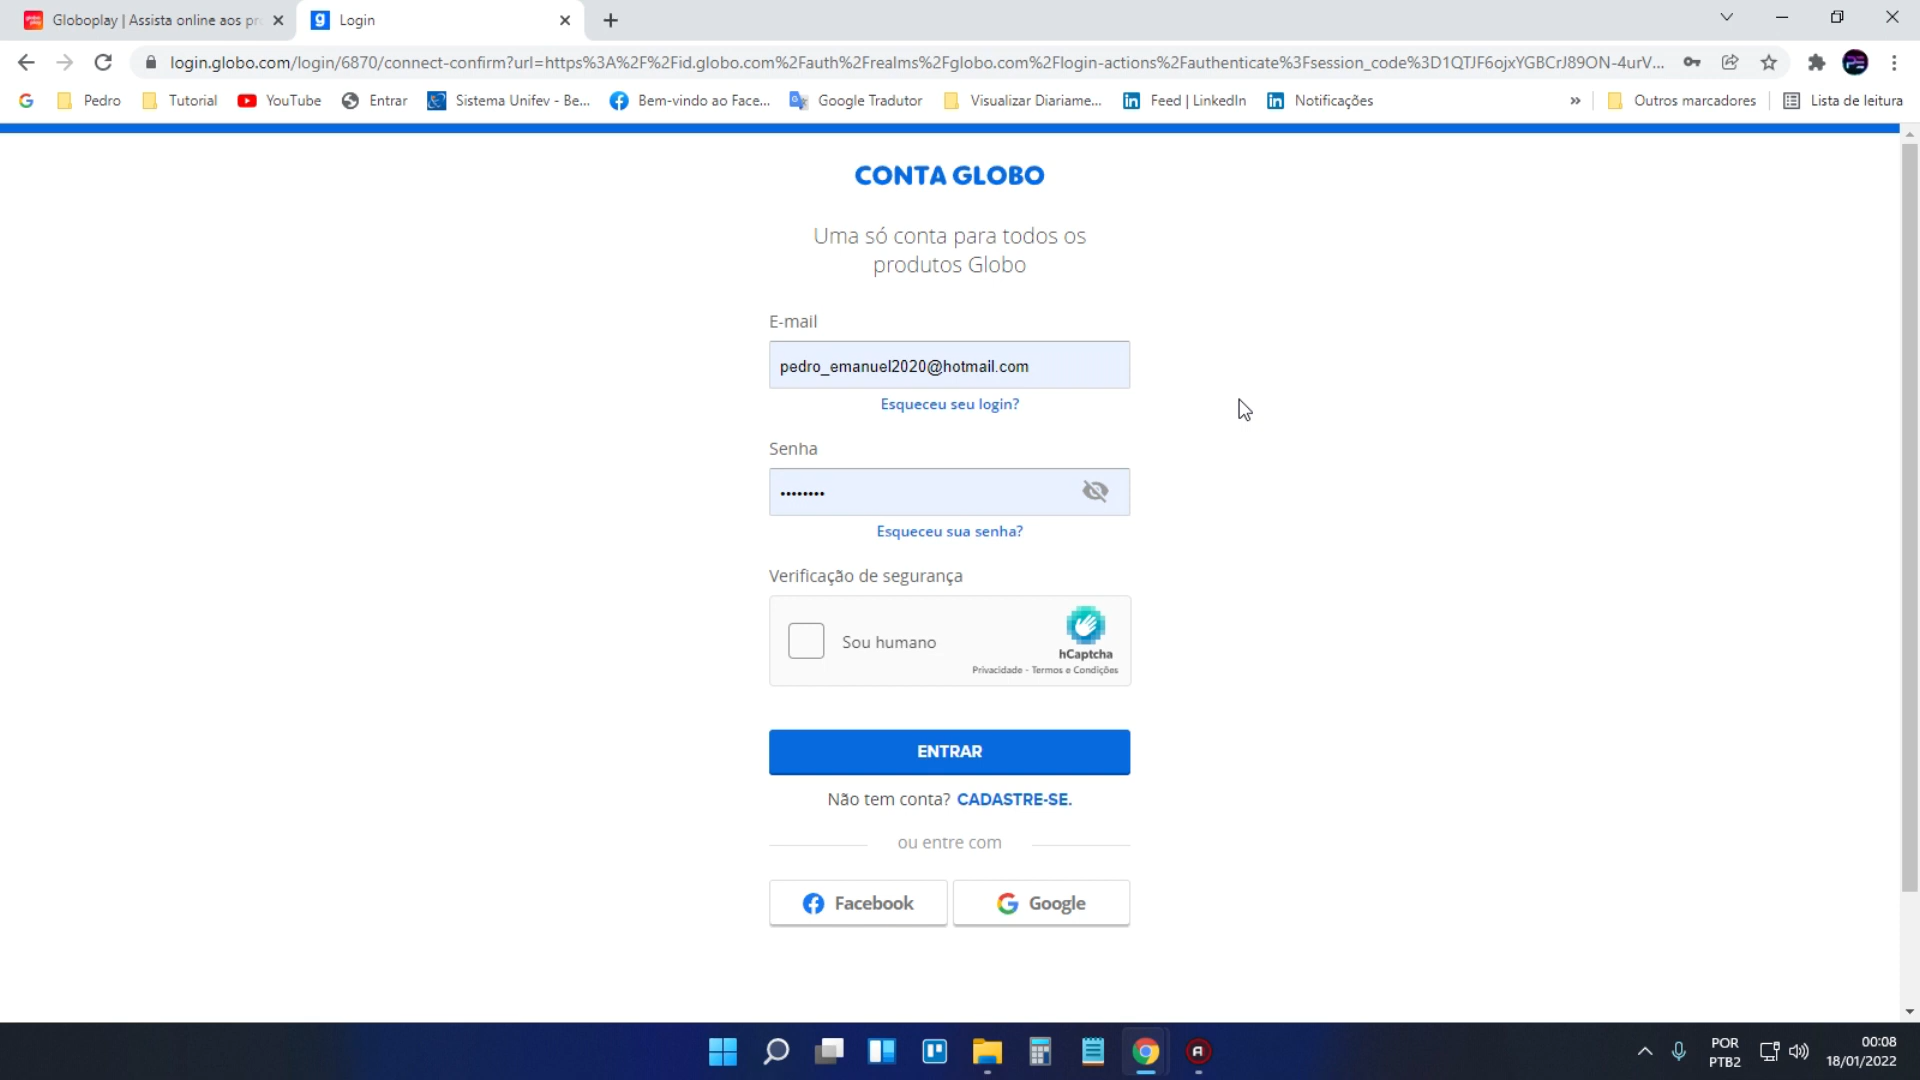 Globoplay | Assista online aos pr
Login
login.globo.com/login/6870/connect-confirm?url=https%3A%2F%2Fid.globo.com%2Fauth%2Frealms%2Fglobo.com%2Flogin-actions%2Fauthenticate%3Fsession_code%3D1QTJF6ojxYGBCrJ89ON-4urV...
Pedro
Tutorial
YouTube
Entrar
Sistema Unifev - Be...
Bem-vindo ao Face...
Google Tradutor
Visualizar Diariame...
Feed | LinkedIn
Notificações
»
Outros marcadores
Lista de leitura
CONTA GLOBO
Uma só conta para todos os
produtos Globo
E-mail
pedro_emanuel2020@hotmail.com
Esqueceu seu login?
Senha
••••••••
Esqueceu sua senha?
Verificação de segurança
Sou humano
hCaptcha
Privacidade - Termos e Condições
ENTRAR
Não tem conta? CADASTRE-SE.
ou entre com
Facebook
Google
POR
PTB2
00:08
18/01/2022